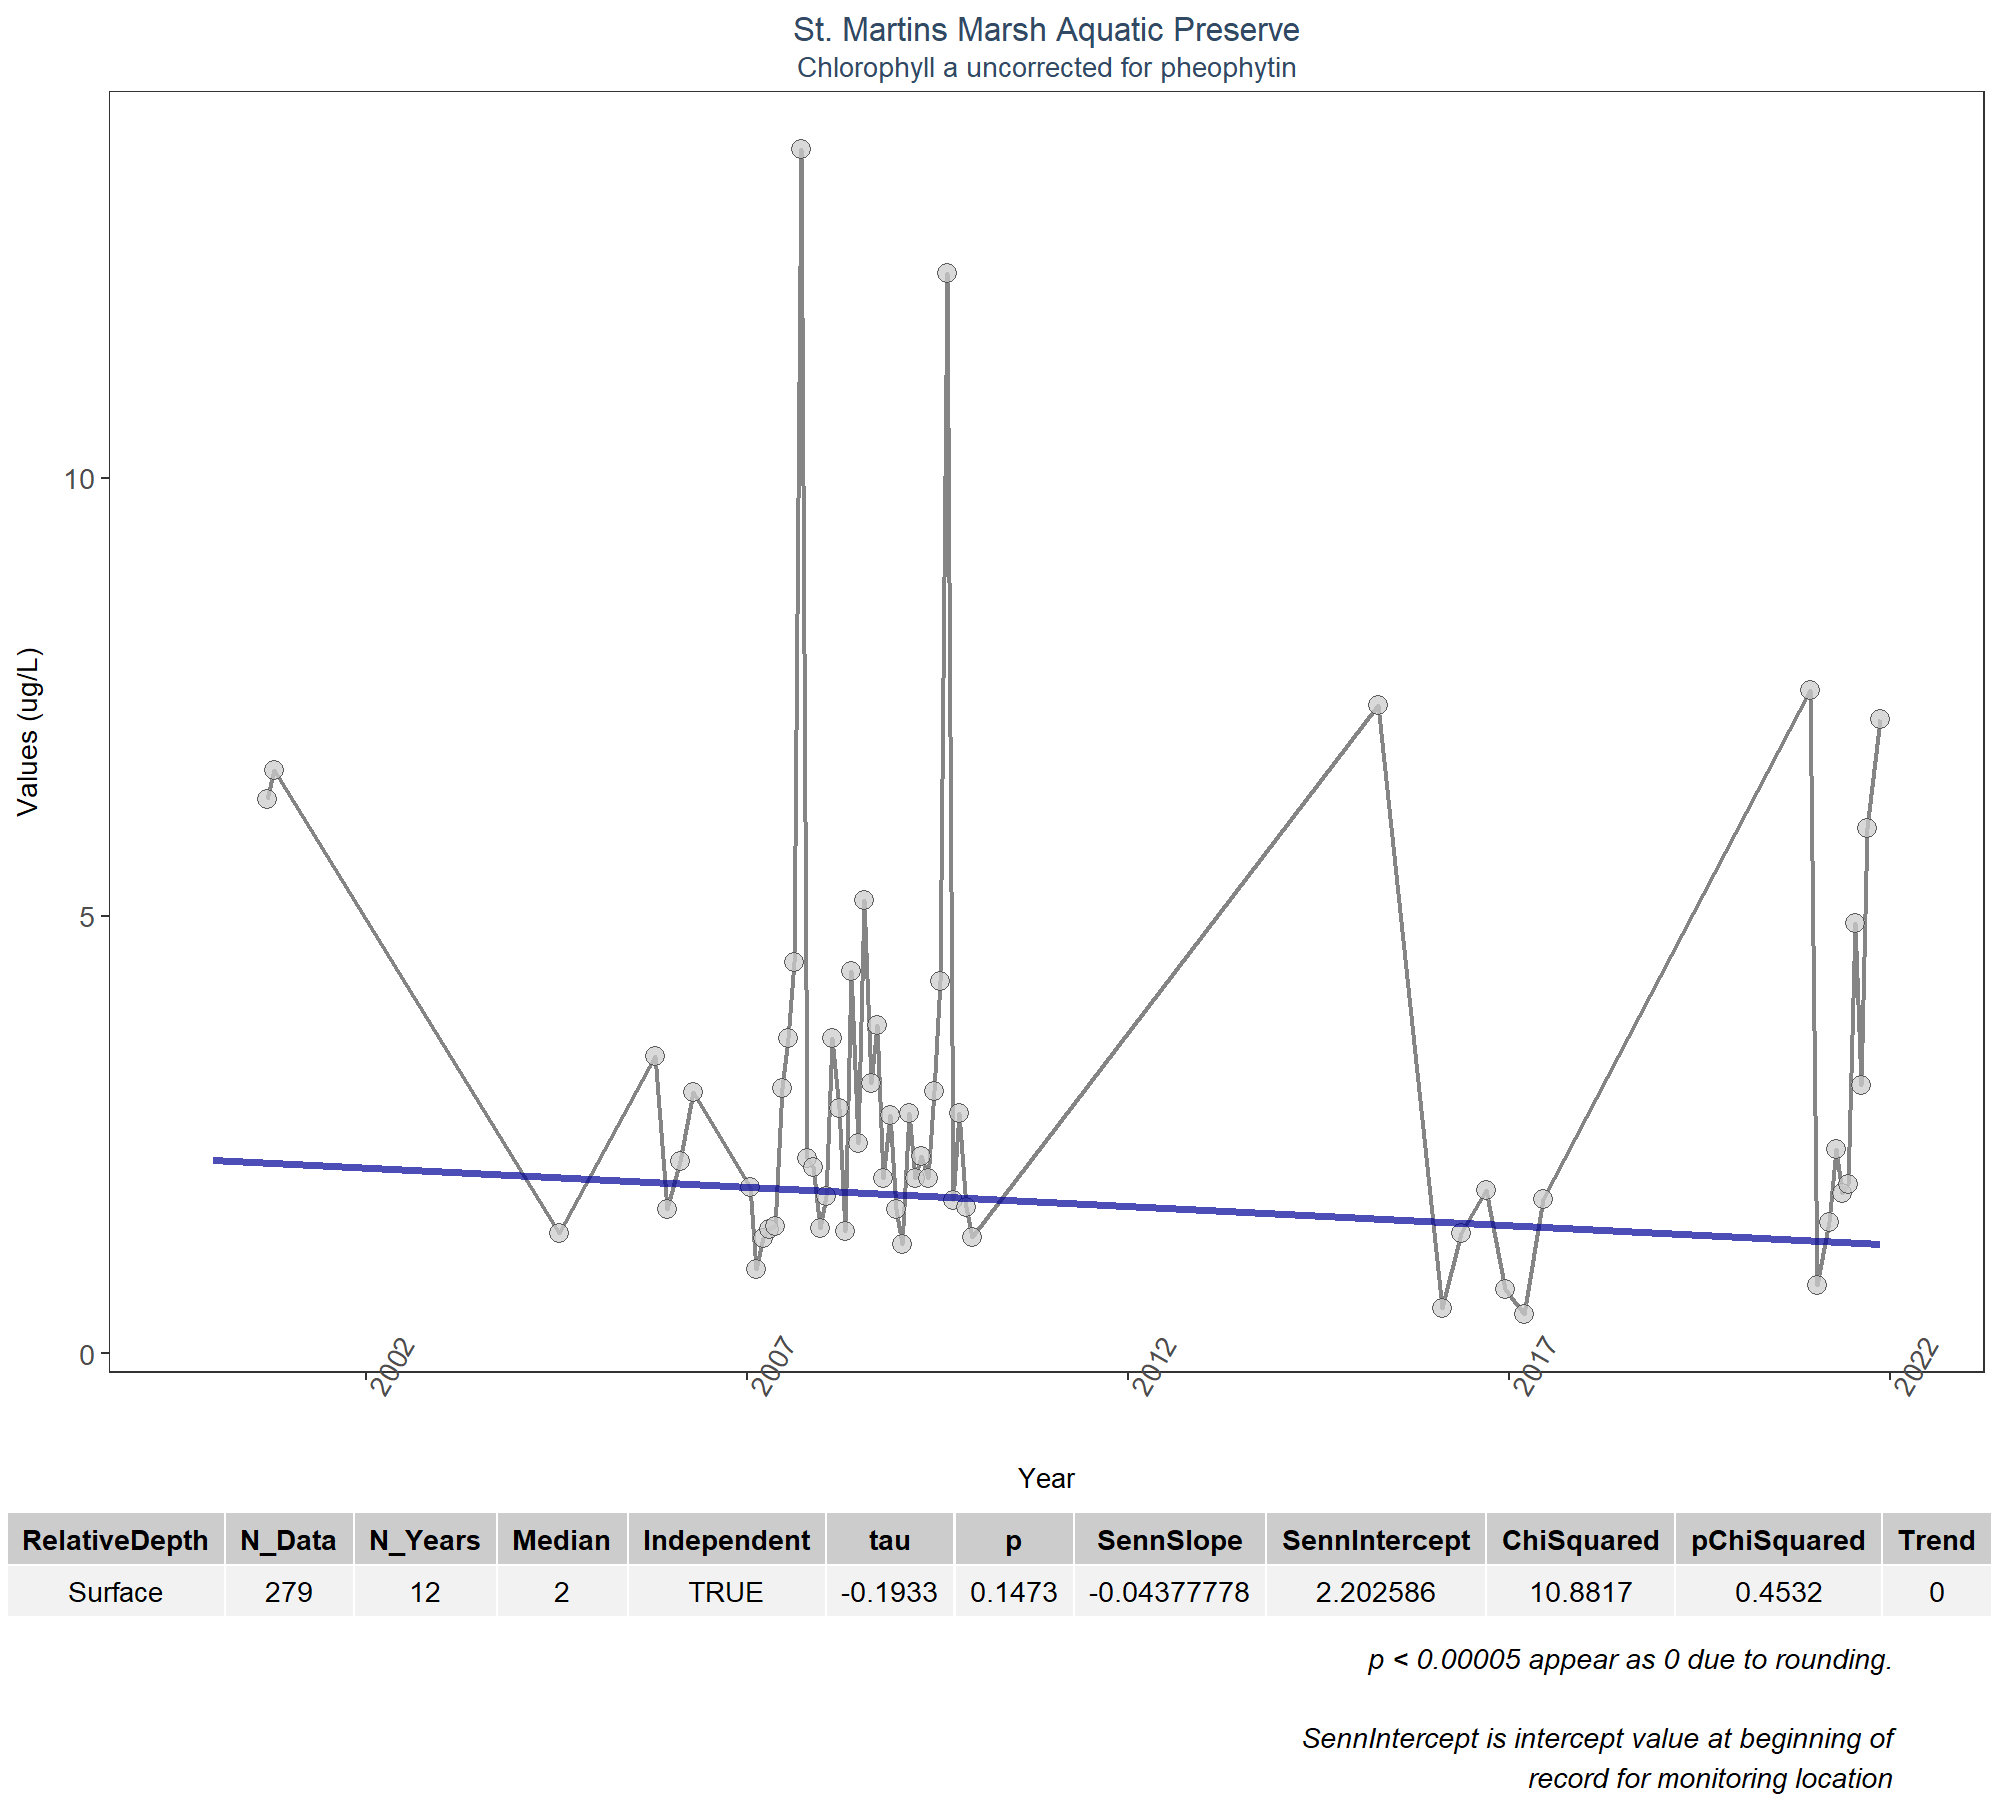 St. Martins Marsh Aquatic Preserve
Chlorophyll a uncorrected for pheophytin
Values (ug/L)
10
5
0
2002
2007
2012
2017
2022
Year
RelativeDepth N_Data N_Years Median Independent tau p SennSlope SennIntercept ChiSquared pChiSquared Trend
Surface 279 12 2 TRUE -0.1933 0.1473 -0.04377778 2.202586 10.8817 0.4532 0
p < 0.00005 appear as 0 due to rounding.
SennIntercept is intercept value at beginning of
record for monitoring location